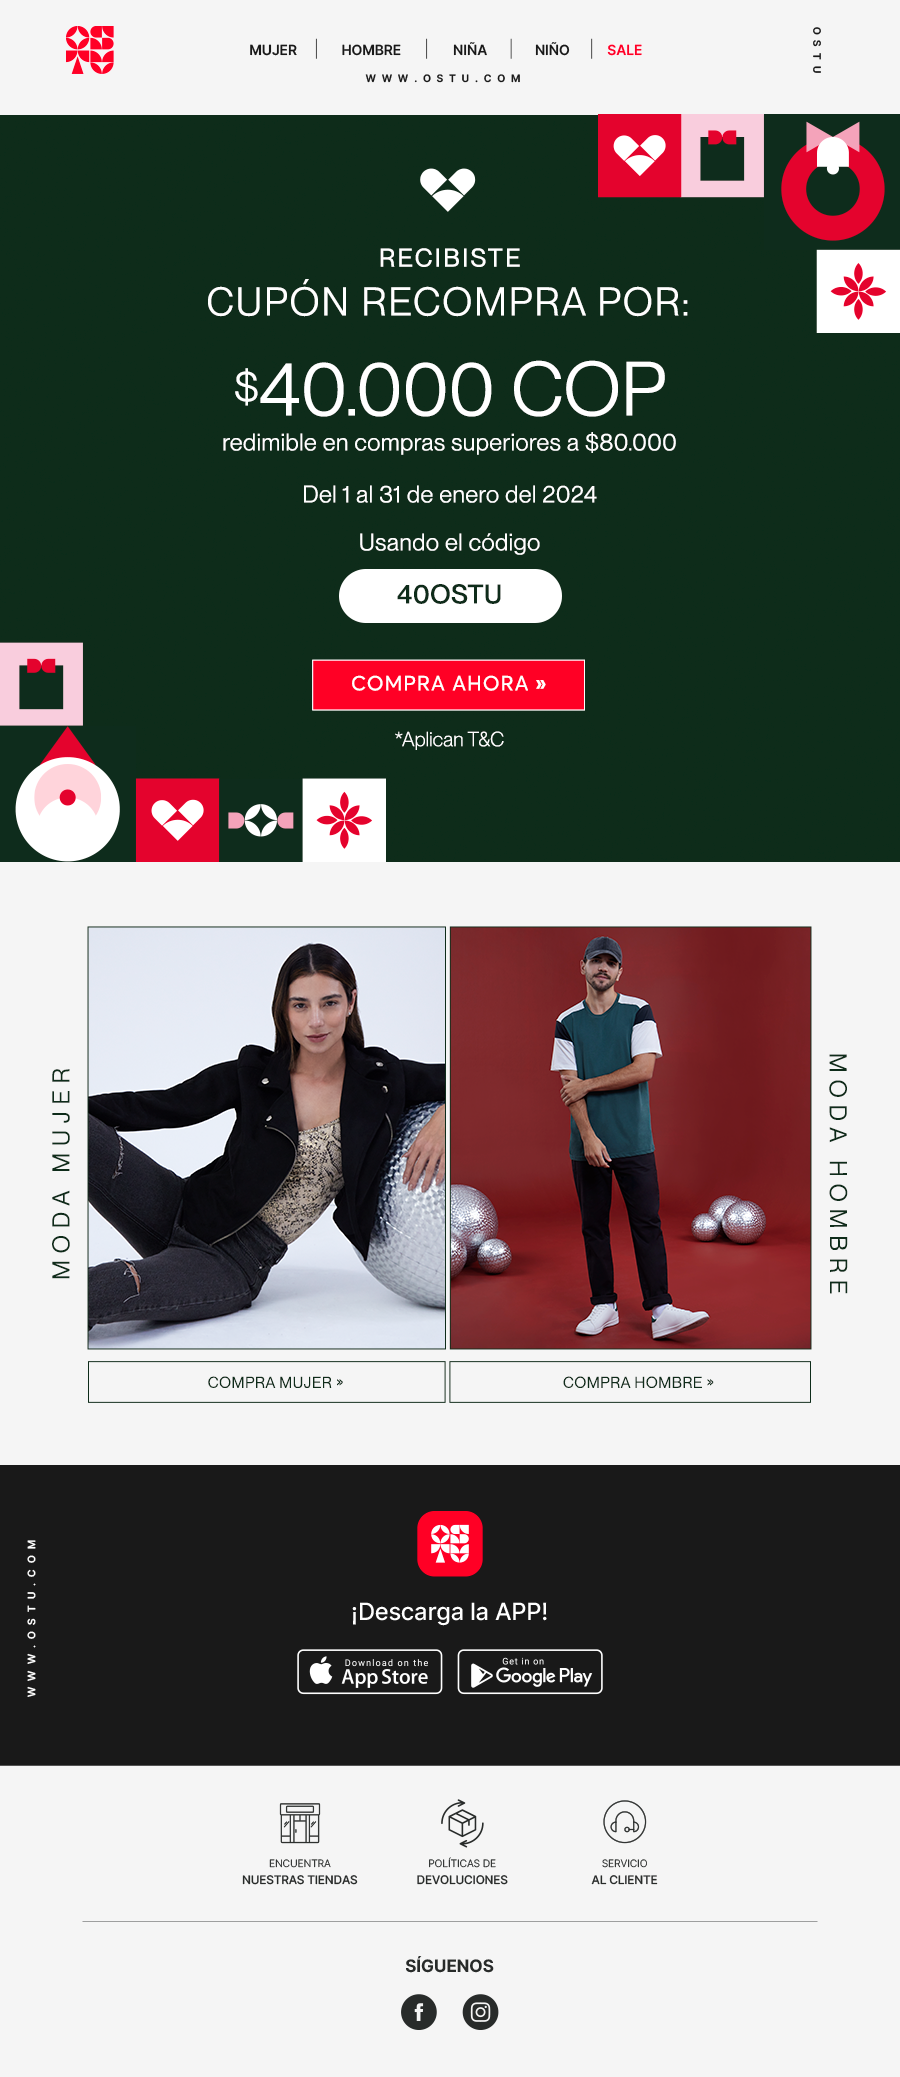 OSTU
MUJER
HOMBRE
NIÑA
NIÑO
SALE
WWW.OSTU.COM
OSTU
RECIBISTE
CUPÓN RECOMPRA POR:
$40.000 COP
redimible en compras superiores a $80.000
Del 1 al 31 de enero del 2024
Usando el código
40OSTU
COMPRA AHORA »
*Aplican T&C
MODA MUJER
MODA HOMBRE
COMPRA MUJER »
COMPRA HOMBRE »
WWW.OSTU.COM
OSTU
¡Descarga la APP!
Download on the
App Store
Get in on
Google Play
ENCUENTRA
NUESTRAS TIENDAS
POLÍTICAS DE
DEVOLUCIONES
SERVICIO
AL CLIENTE
SÍGUENOS